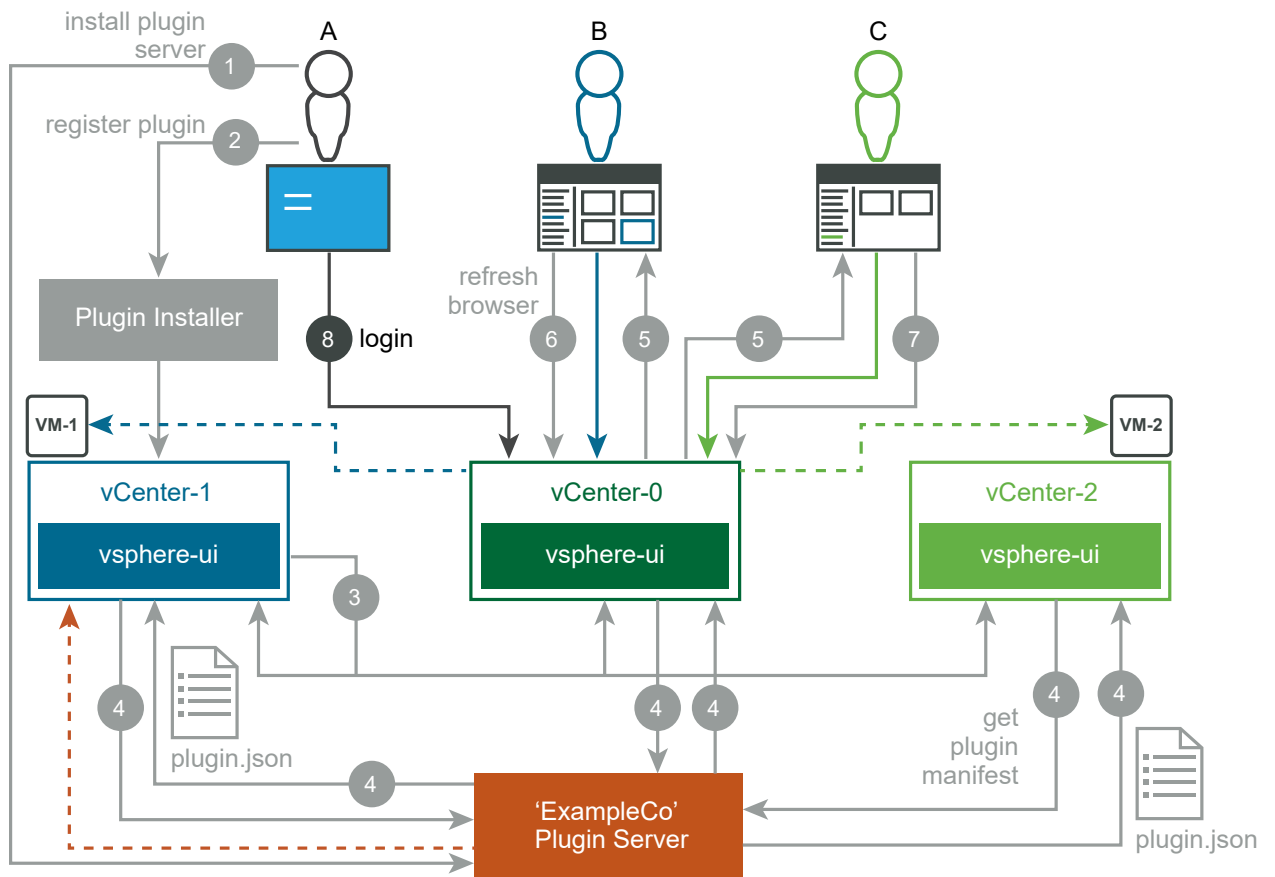 install plugin
server
A
B
C
1
register plugin
2
refresh
browser
Plugin Installer
8
login
6
5
5
7
VM-1
VM-2
vCenter-1
vCenter-0
vCenter-2
vsphere-ui
vsphere-ui
vsphere-ui
3
4
4
4
4
4
get
plugin
manifest
plugin.json
4
‘ExampleCo’
Plugin Server
plugin.json